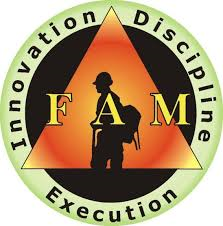 Innovation Discipline
F A M
Execution